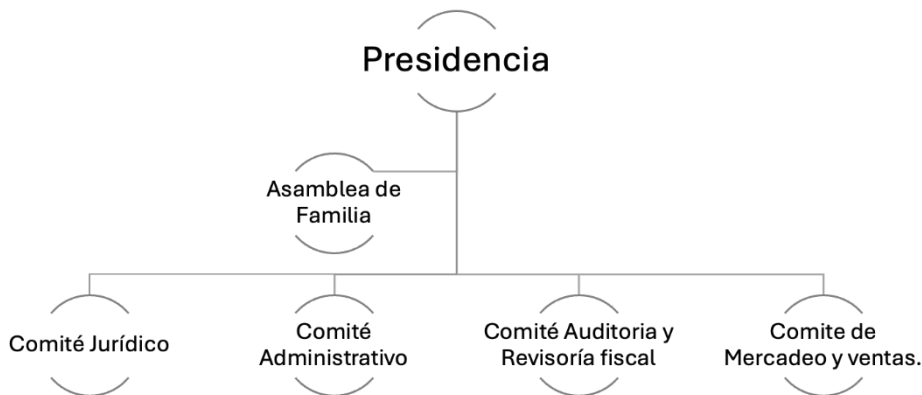 Presidencia
Asamblea de
Familia
Comité Jurídico
Comité
Administrativo
Comité Auditoria y
Revisoría fiscal
Comite de
Mercadeo y ventas.